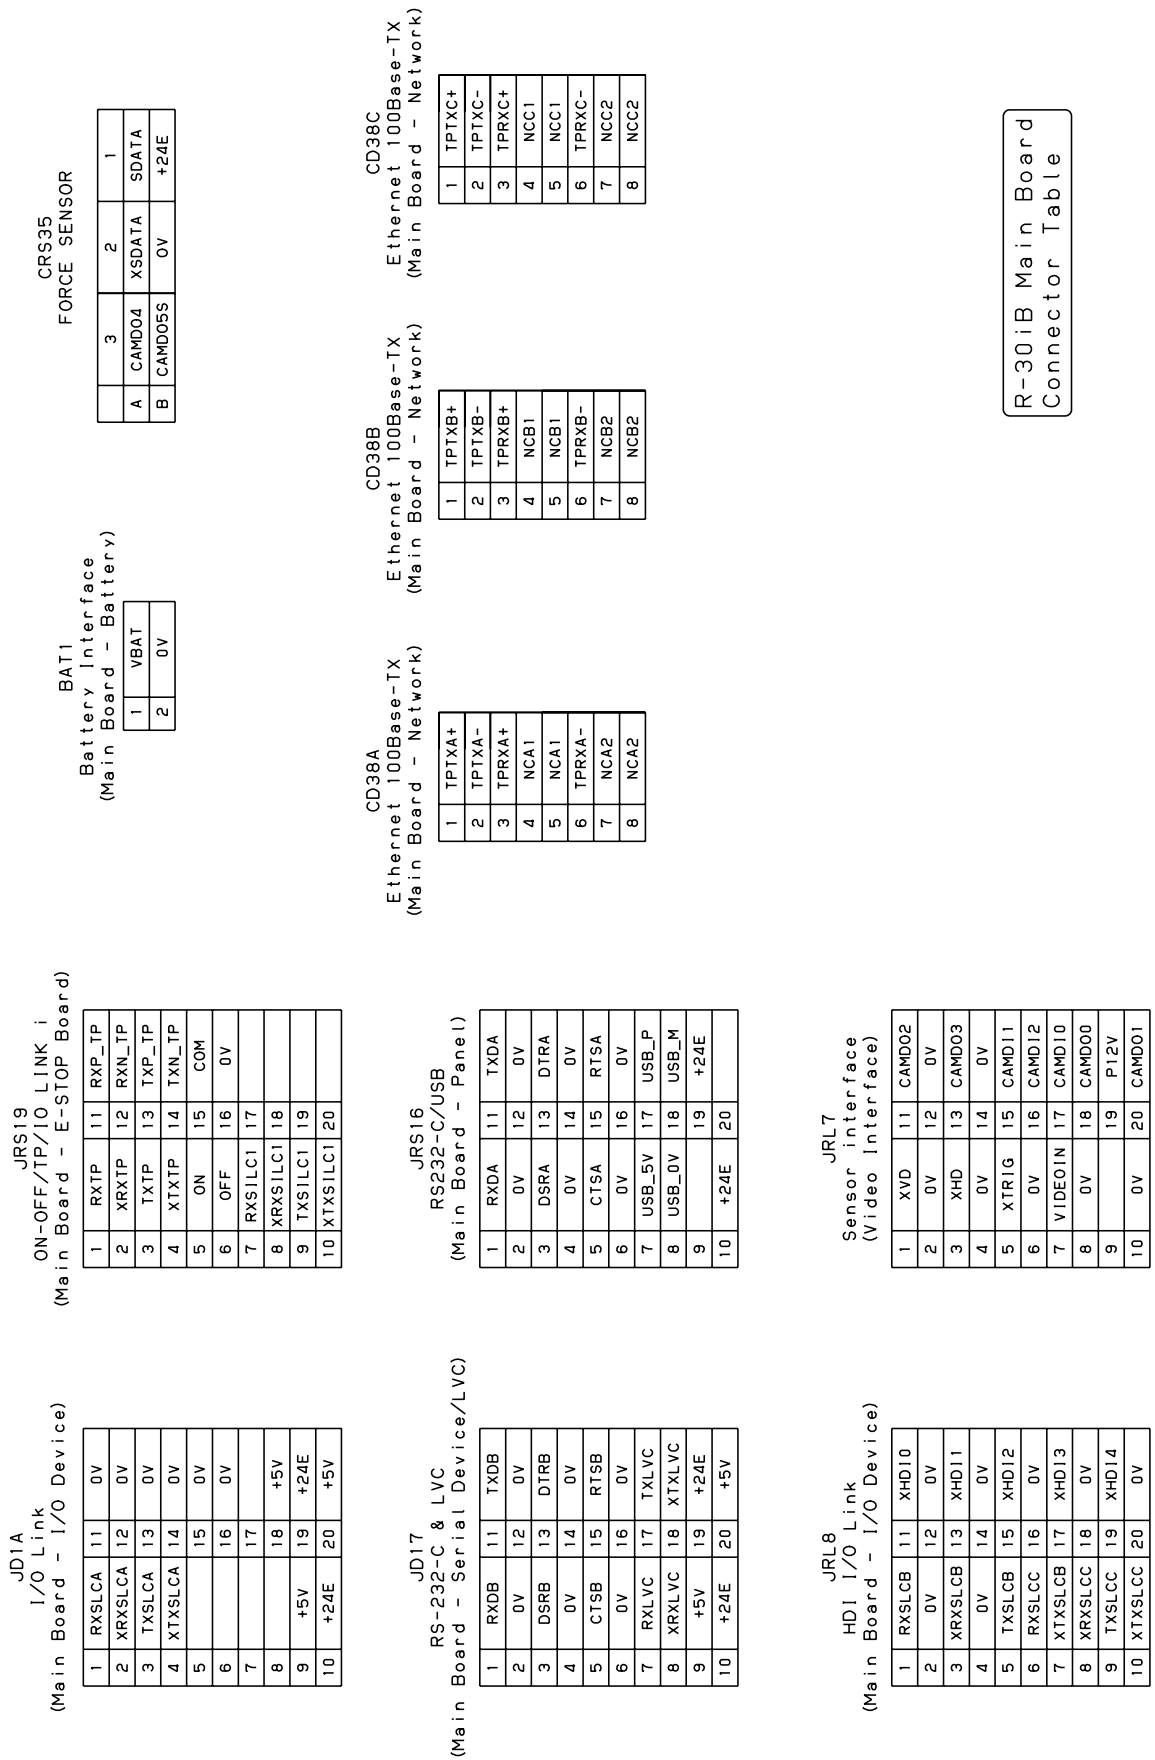 JD1A
I/O Link
(Main Board - I/O Device)
1 RXSLCA 11 0V
2 XRXSLCA 12 0V
3 TXSLCA 13 0V
4 XTXSLCA 14 0V
5 15 0V
6 16 0V
7 17
8 18 +5V
9 +5V 19 +24E
10 +24E 20 +5V
JRS19
ON-OFF/TP/IO LINK i
(Main Board - E-STOP Board)
1 RXTP 11 RXP_TP
2 XRXTP 12 RXN_TP
3 TXTP 13 TXP_TP
4 XTXTP 14 TXN_TP
5 ON 15 COM
6 OFF 16 0V
7 RXSILC1 17
8 XRXSILC1 18
9 TXSILC1 19
10 XTXSILC1 20
BAT1
Battery Interface
(Main Board - Battery)
1 VBAT
2 0V
CRS35
FORCE SENSOR
3 2 1
A CAMDO4 XSDATA SDATA
B CAMDO5S 0V +24E
JD17
RS-232-C & LVC
(Main Board - Serial Device/LVC)
1 RXDB 11 TXDB
2 0V 12 0V
3 DSRB 13 DTRB
4 0V 14 0V
5 CTSB 15 RTSB
6 0V 16 0V
7 RXLVC 17 TXLVC
8 XRXLVC 18 XTXLVC
9 +5V 19 +24E
10 +24E 20 +5V
JRS16
RS232-C/USB
(Main Board - Panel)
1 RXDA 11 TXDA
2 0V 12 0V
3 DSRA 13 DTRA
4 0V 14 0V
5 CTSA 15 RTSA
6 0V 16 0V
7 USB_5V 17 USB_P
8 USB_0V 18 USB_M
9 19 +24E
10 +24E 20
CD38A
Ethernet 100Base-TX
(Main Board - Network)
1 TPTXA+
2 TPTXA-
3 TPRXA+
4 NCA1
5 NCA1
6 TPRXA-
7 NCA2
8 NCA2
CD38B
Ethernet 100Base-TX
(Main Board - Network)
1 TPTXB+
2 TPTXB-
3 TPRXB+
4 NCB1
5 NCB1
6 TPRXB-
7 NCB2
8 NCB2
CD38C
Ethernet 100Base-TX
(Main Board - Network)
1 TPTXC+
2 TPTXC-
3 TPRXC+
4 NCC1
5 NCC1
6 TPRXC-
7 NCC2
8 NCC2
JRL8
HDI I/O Link
(Main Board - I/O Device)
1 RXSLCB 11 XHDI0
2 0V 12 0V
3 XRXSLCB 13 XHDI1
4 0V 14 0V
5 TXSLCB 15 XHDI2
6 RXSLCC 16 0V
7 XTXSLCB 17 XHDI3
8 XRXSLCC 18 0V
9 TXSLCC 19 XHDI4
10 XTXSLCC 20 0V
JRL7
Sensor interface
(Video Interface)
1 XVD 11 CAMDO2
2 0V 12 0V
3 XHD 13 CAMDO3
4 0V 14 0V
5 XTRIG 15 CAMDI1
6 0V 16 CAMDI2
7 VIDEOIN 17 CAMDI0
8 0V 18 CAMDO0
9 19 P12V
10 0V 20 CAMDO1
R-30iB Main Board
Connector Table